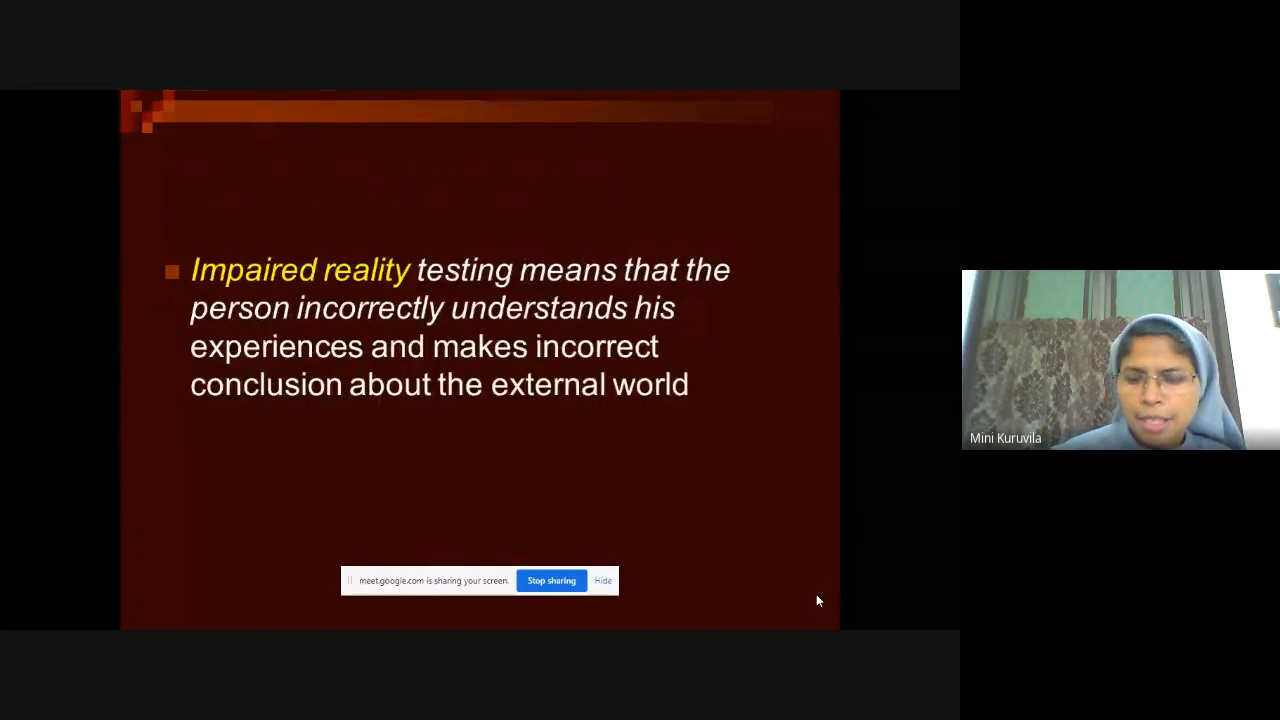 Impaired reality testing means that the
person incorrectly understands his
experiences and makes incorrect
conclusion about the external world
Mini Kuruvila
meet.google.com is sharing your screen.
Stop sharing
Hide